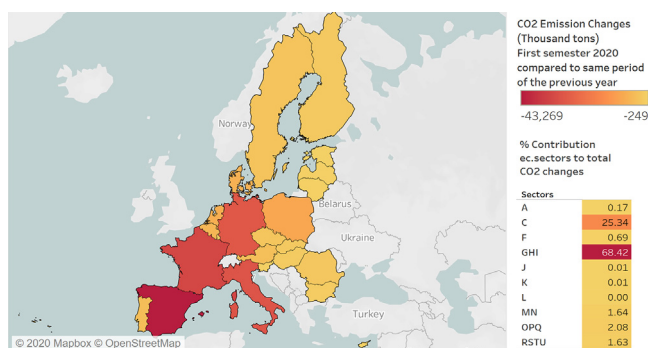 CO2 Emission Changes
(Thousand tons)
First semester 2020
compared to same period
of the previous year
-43,269 -249
% Contribution
ec.sectors to total
CO2 changes
Sectors
A 0.17
C 25.34
F 0.69
GHI 68.42
J 0.01
K 0.01
L 0.00
MN 1.64
OPQ 2.08
RSTU 1.63
Norway
Belarus
Ukraine
Turkey
© 2020 Mapbox © OpenStreetMap